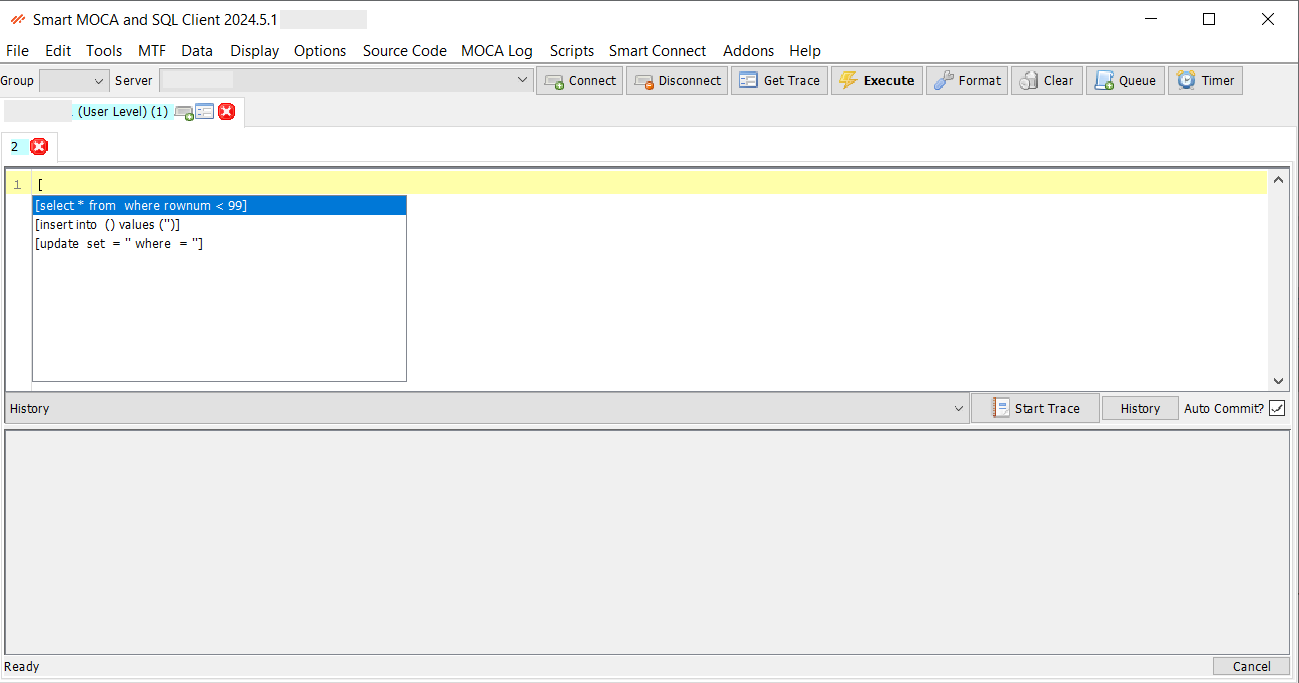 Smart MOCA and SQL Client 2024.5.1
File Edit Tools MTF Data Display Options Source Code MOCA Log Scripts Smart Connect Addons Help
Group Server Connect Disconnect Get Trace Execute Format Clear Queue Timer
(User Level) (1)
2
1 [
[select * from  where rownum < 99]
[insert into  () values ('')]
[update  set  = '' where  = '']
History Start Trace History Auto Commit?
Ready Cancel